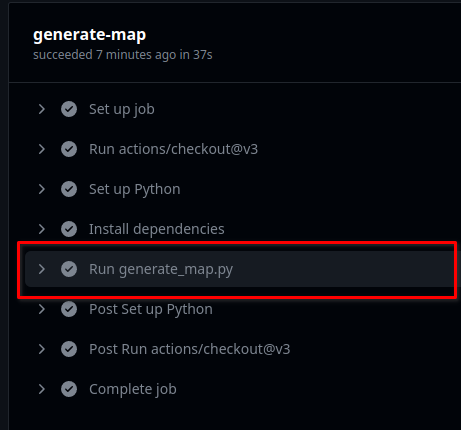 generate-map
succeeded 7 minutes ago in 37s
Set up job
Run actions/checkout@v3
Set up Python
Install dependencies
Run generate_map.py
Post Set up Python
Post Run actions/checkout@v3
Complete job